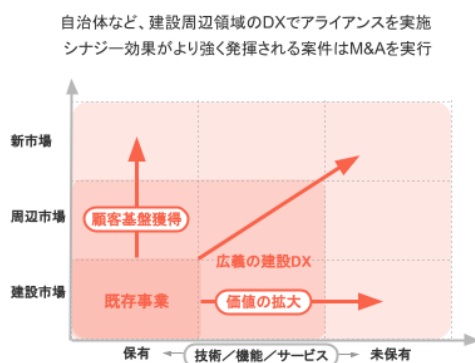 自治体など、建設周辺領域のDXでアライアンスを実施
シナジー効果がより強く発揮される案件はM&Aを実行
新市場
周辺市場
顧客基盤獲得
広義の建設DX
建設市場
既存事業
価値の拡大
保有
技術／機能／サービス
未保有